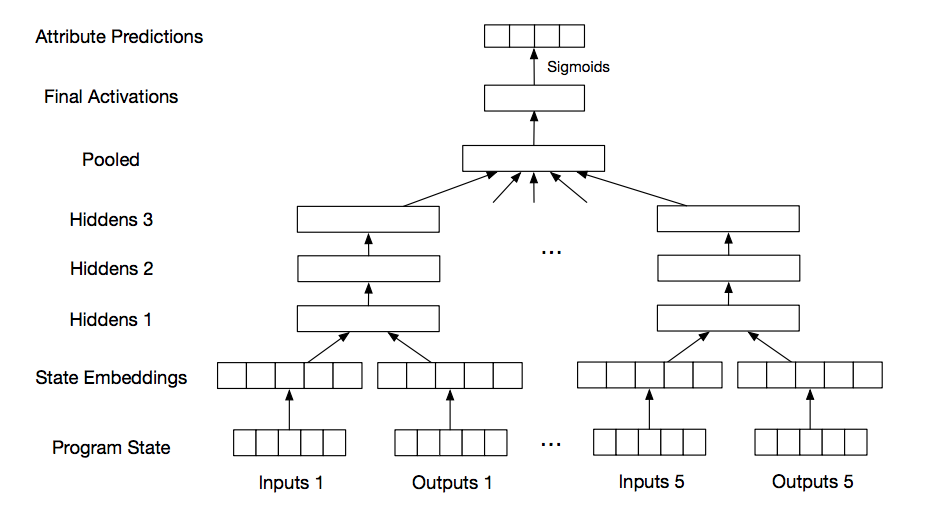 Attribute Predictions
Sigmoids
Final Activations
Pooled
Hiddens 3
...
Hiddens 2
Hiddens 1
State Embeddings
Program State
...
Inputs 1
Outputs 1
Inputs 5
Outputs 5